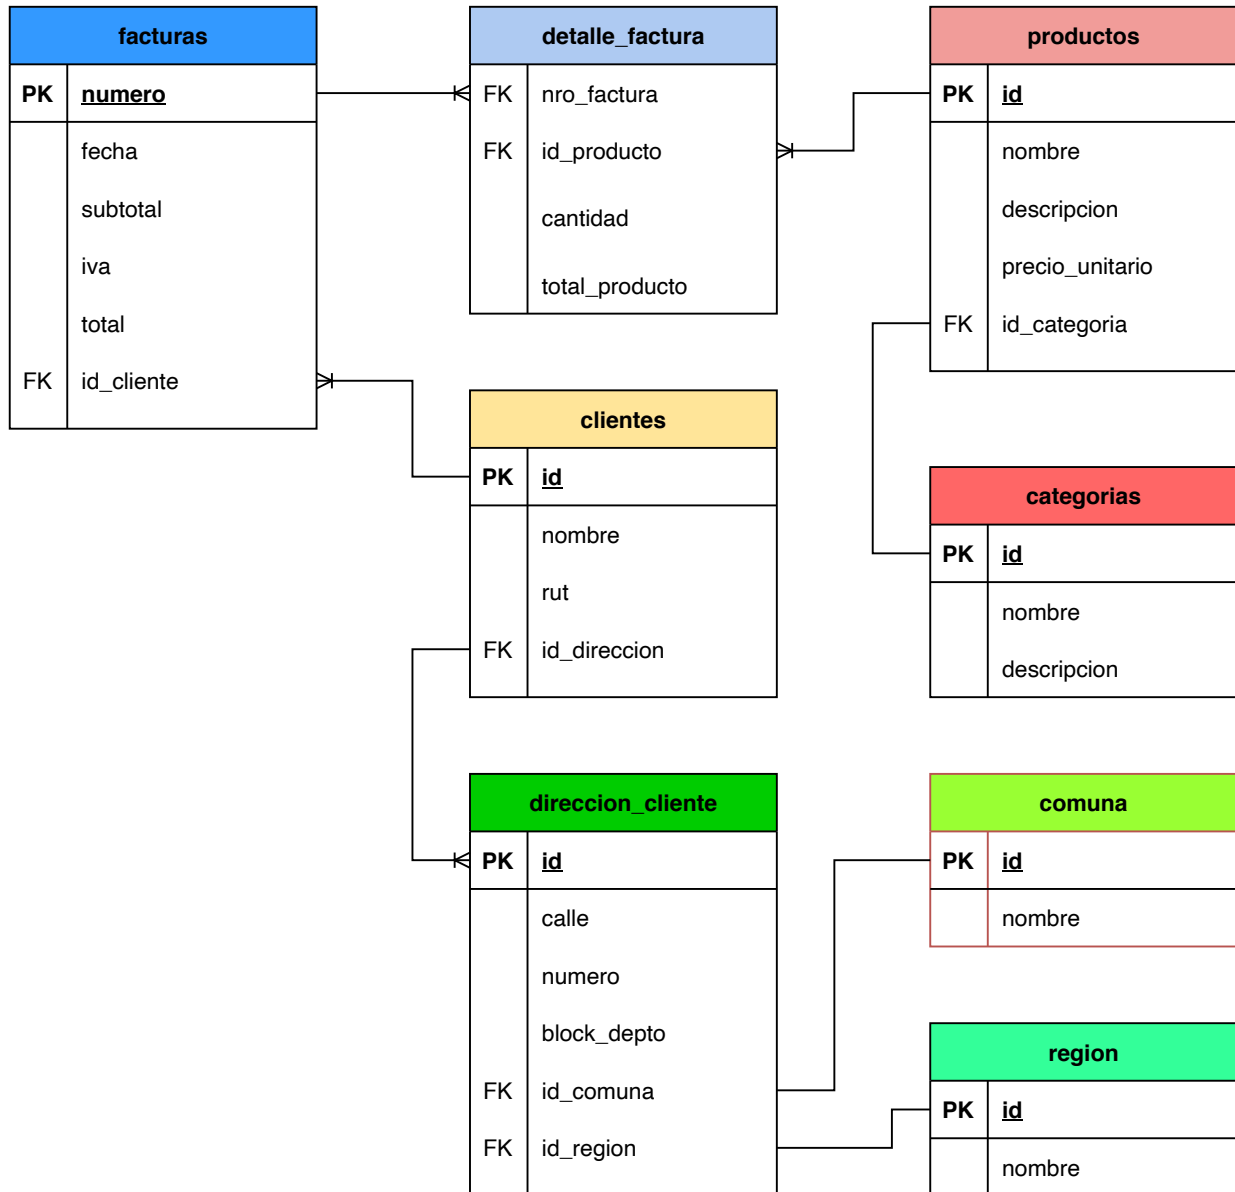 facturas
PK numero
fecha
subtotal
iva
total
FK id_cliente
detalle_factura
FK nro_factura
FK id_producto
cantidad
total_producto
productos
PK id
nombre
descripcion
precio_unitario
FK id_categoria
clientes
PK id
nombre
rut
FK id_direccion
categorias
PK id
nombre
descripcion
direccion_cliente
PK id
calle
numero
block_depto
FK id_comuna
FK id_region
comuna
PK id
nombre
region
PK id
nombre